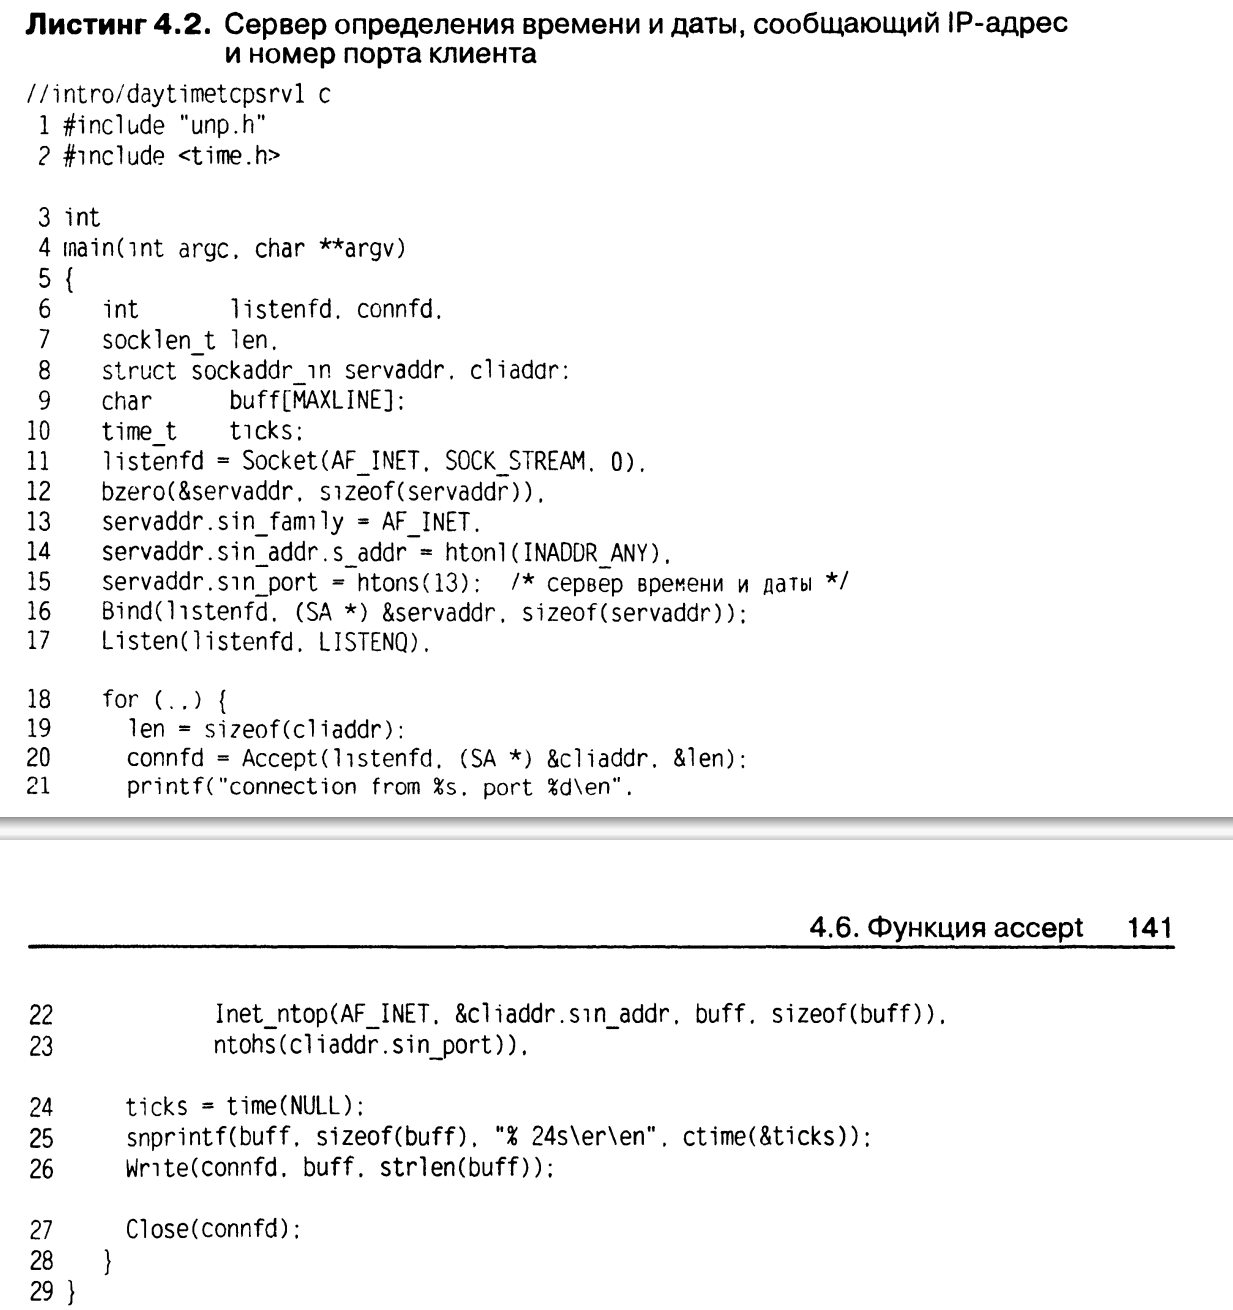 Листинг 4.2. Сервер определения времени и даты, сообщающий IP-адрес
и номер порта клиента
//intro/daytimetcpsrv1 c
1 #include "unp.h"
2 #include <time.h>
3 int
4 main(int argc. char **argv)
5 {
6 int listenfd. connfd.
7 socklen_t len.
8 struct sockaddr_in servaddr. cliaddr:
9 char buff[MAXLINE]:
10 time_t ticks:
11 listenfd = Socket(AF_INET. SOCK_STREAM. 0).
12 bzero(&servaddr. sizeof(servaddr)).
13 servaddr.sin_family = AF_INET.
14 servaddr.sin_addr.s_addr = htonl(INADDR_ANY).
15 servaddr.sin_port = htons(13): /* сервер времени и даты */
16 Bind(listenfd. (SA *) &servaddr. sizeof(servaddr)):
17 Listen(listenfd. LISTENQ).
18 for (..) {
19 len = sizeof(cliaddr):
20 connfd = Accept(listenfd. (SA *) &cliaddr. &len):
21 printf("connection from %s. port %d\en".
4.6. Функция accept 141
22 Inet_ntop(AF_INET. &cliaddr.sin_addr. buff. sizeof(buff)).
23 ntohs(cliaddr.sin_port)).
24 ticks = time(NULL):
25 snprintf(buff. sizeof(buff). "% 24s\er\en". ctime(&ticks)):
26 Write(connfd. buff. strlen(buff)):
27 Close(connfd):
28 }
29 }